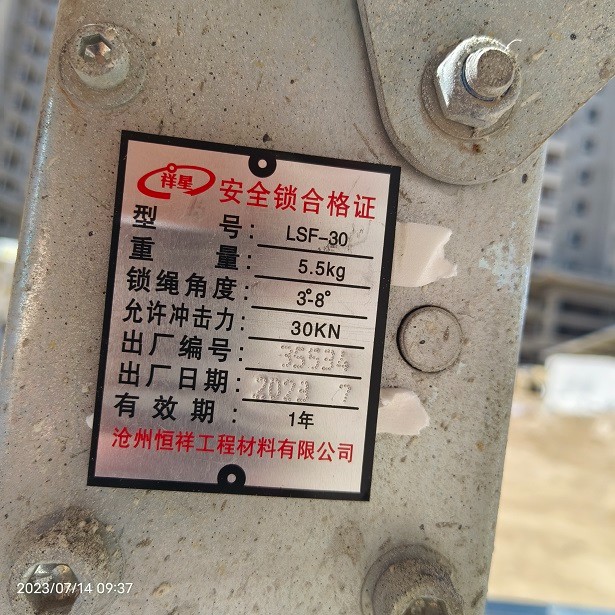 祥星 安全锁合格证
型号: LSF-30
重量: 5.5kg
锁绳角度: 3°-8°
允许冲击力: 30KN
出厂编号: 35534
出厂日期: 2023 7
有效期: 1年
沧州恒祥工程材料有限公司
2023/07/14 09:37